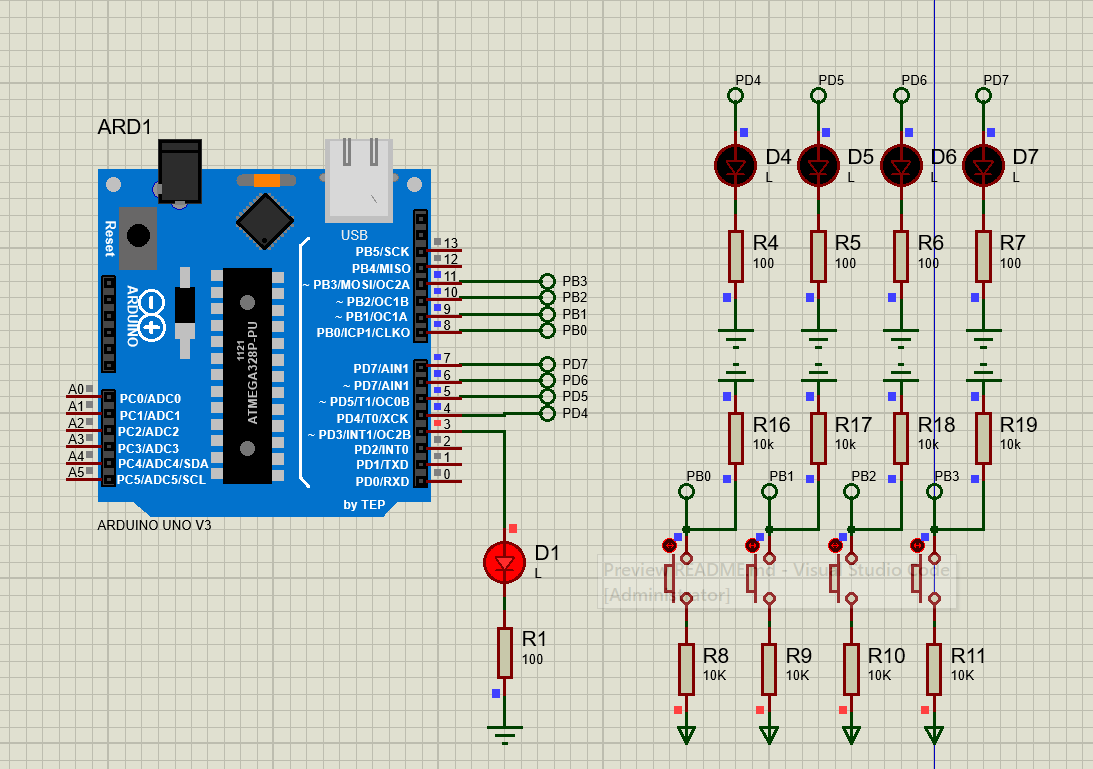 ARD1
Reset
ARDUINO
1121
ATMEGA328P-PU
USB
PB5/SCK 13
PB4/MISO 12
~ PB3/MOSI/OC2A 11
~ PB2/OC1B 10
~ PB1/OC1A 9
PB0/ICP1/CLKO 8
PD7/AIN1 7
~ PD7/AIN1 6
~ PD5/T1/OC0B 5
PD4/T0/XCK 4
~ PD3/INT1/OC2B 3
PD2/INT0 2
PD1/TXD 1
PD0/RXD 0
by TEP
A0 PC0/ADC0
A1 PC1/ADC1
A2 PC2/ADC2
A3 PC3/ADC3
A4 PC4/ADC4/SDA
A5 PC5/ADC5/SCL
ARDUINO UNO V3
PB3
PB2
PB1
PB0
PD7
PD6
PD5
PD4
D1
L
R1
100
PD4 PD5 PD6 PD7
D4 D5 D6 D7
L L L L
R4 R5 R6 R7
100 100 100 100
R16 R17 R18 R19
10k 10k 10k 10k
PB0 PB1 PB2 PB3
Preview README.md - Visual Studio Code
[Administrator]
R8 R9 R10 R11
10K 10K 10K 10K